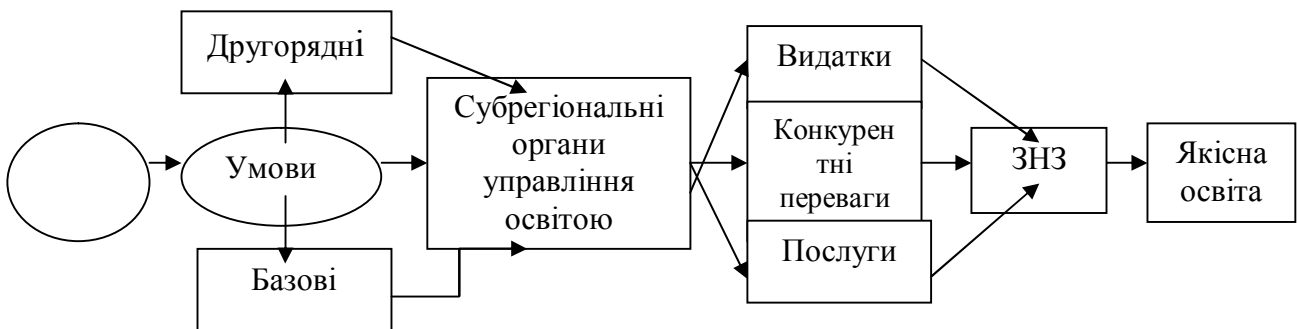 Другорядні
Умови
Базові
Субрегіональні
органи
управління
освітою
Видатки
Конкурен
тні
переваги
Послуги
ЗНЗ
Якісна
освіта